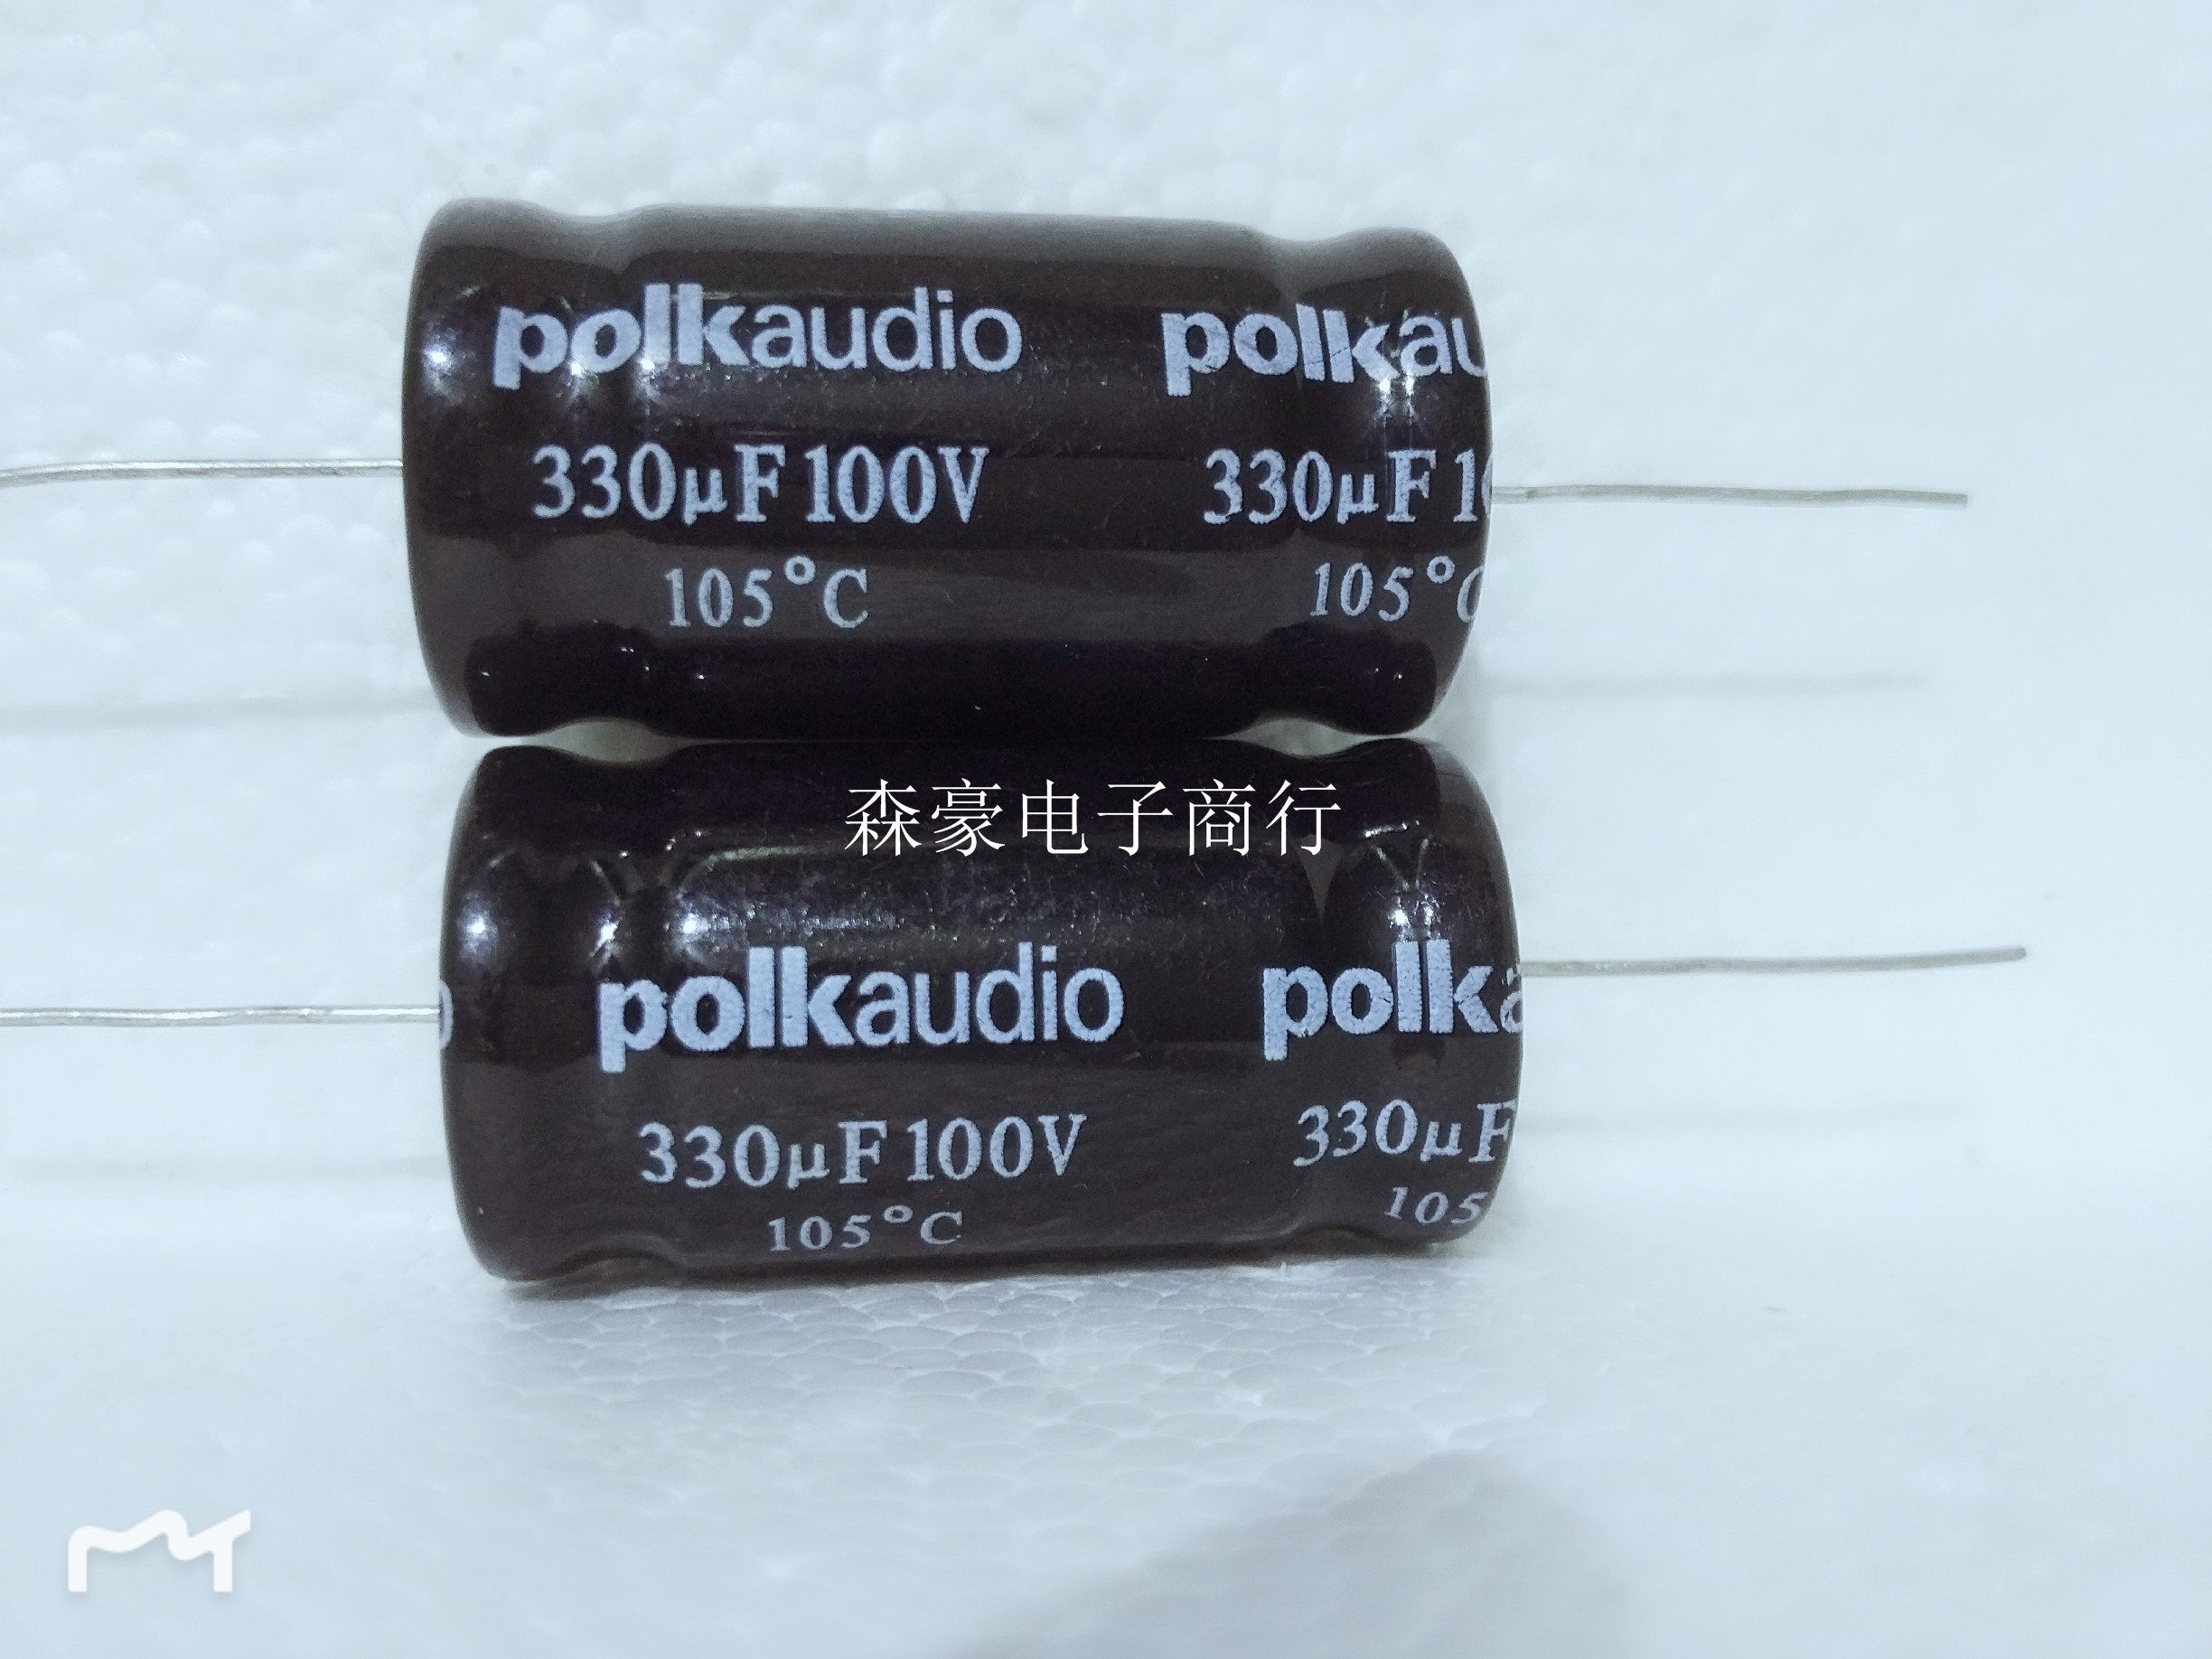 polkaudio polkau
330µF 100V 330µF 1
105°C 105°C
森豪电子商行
polkaudio polka
330µF 100V 330µF
105°C 105